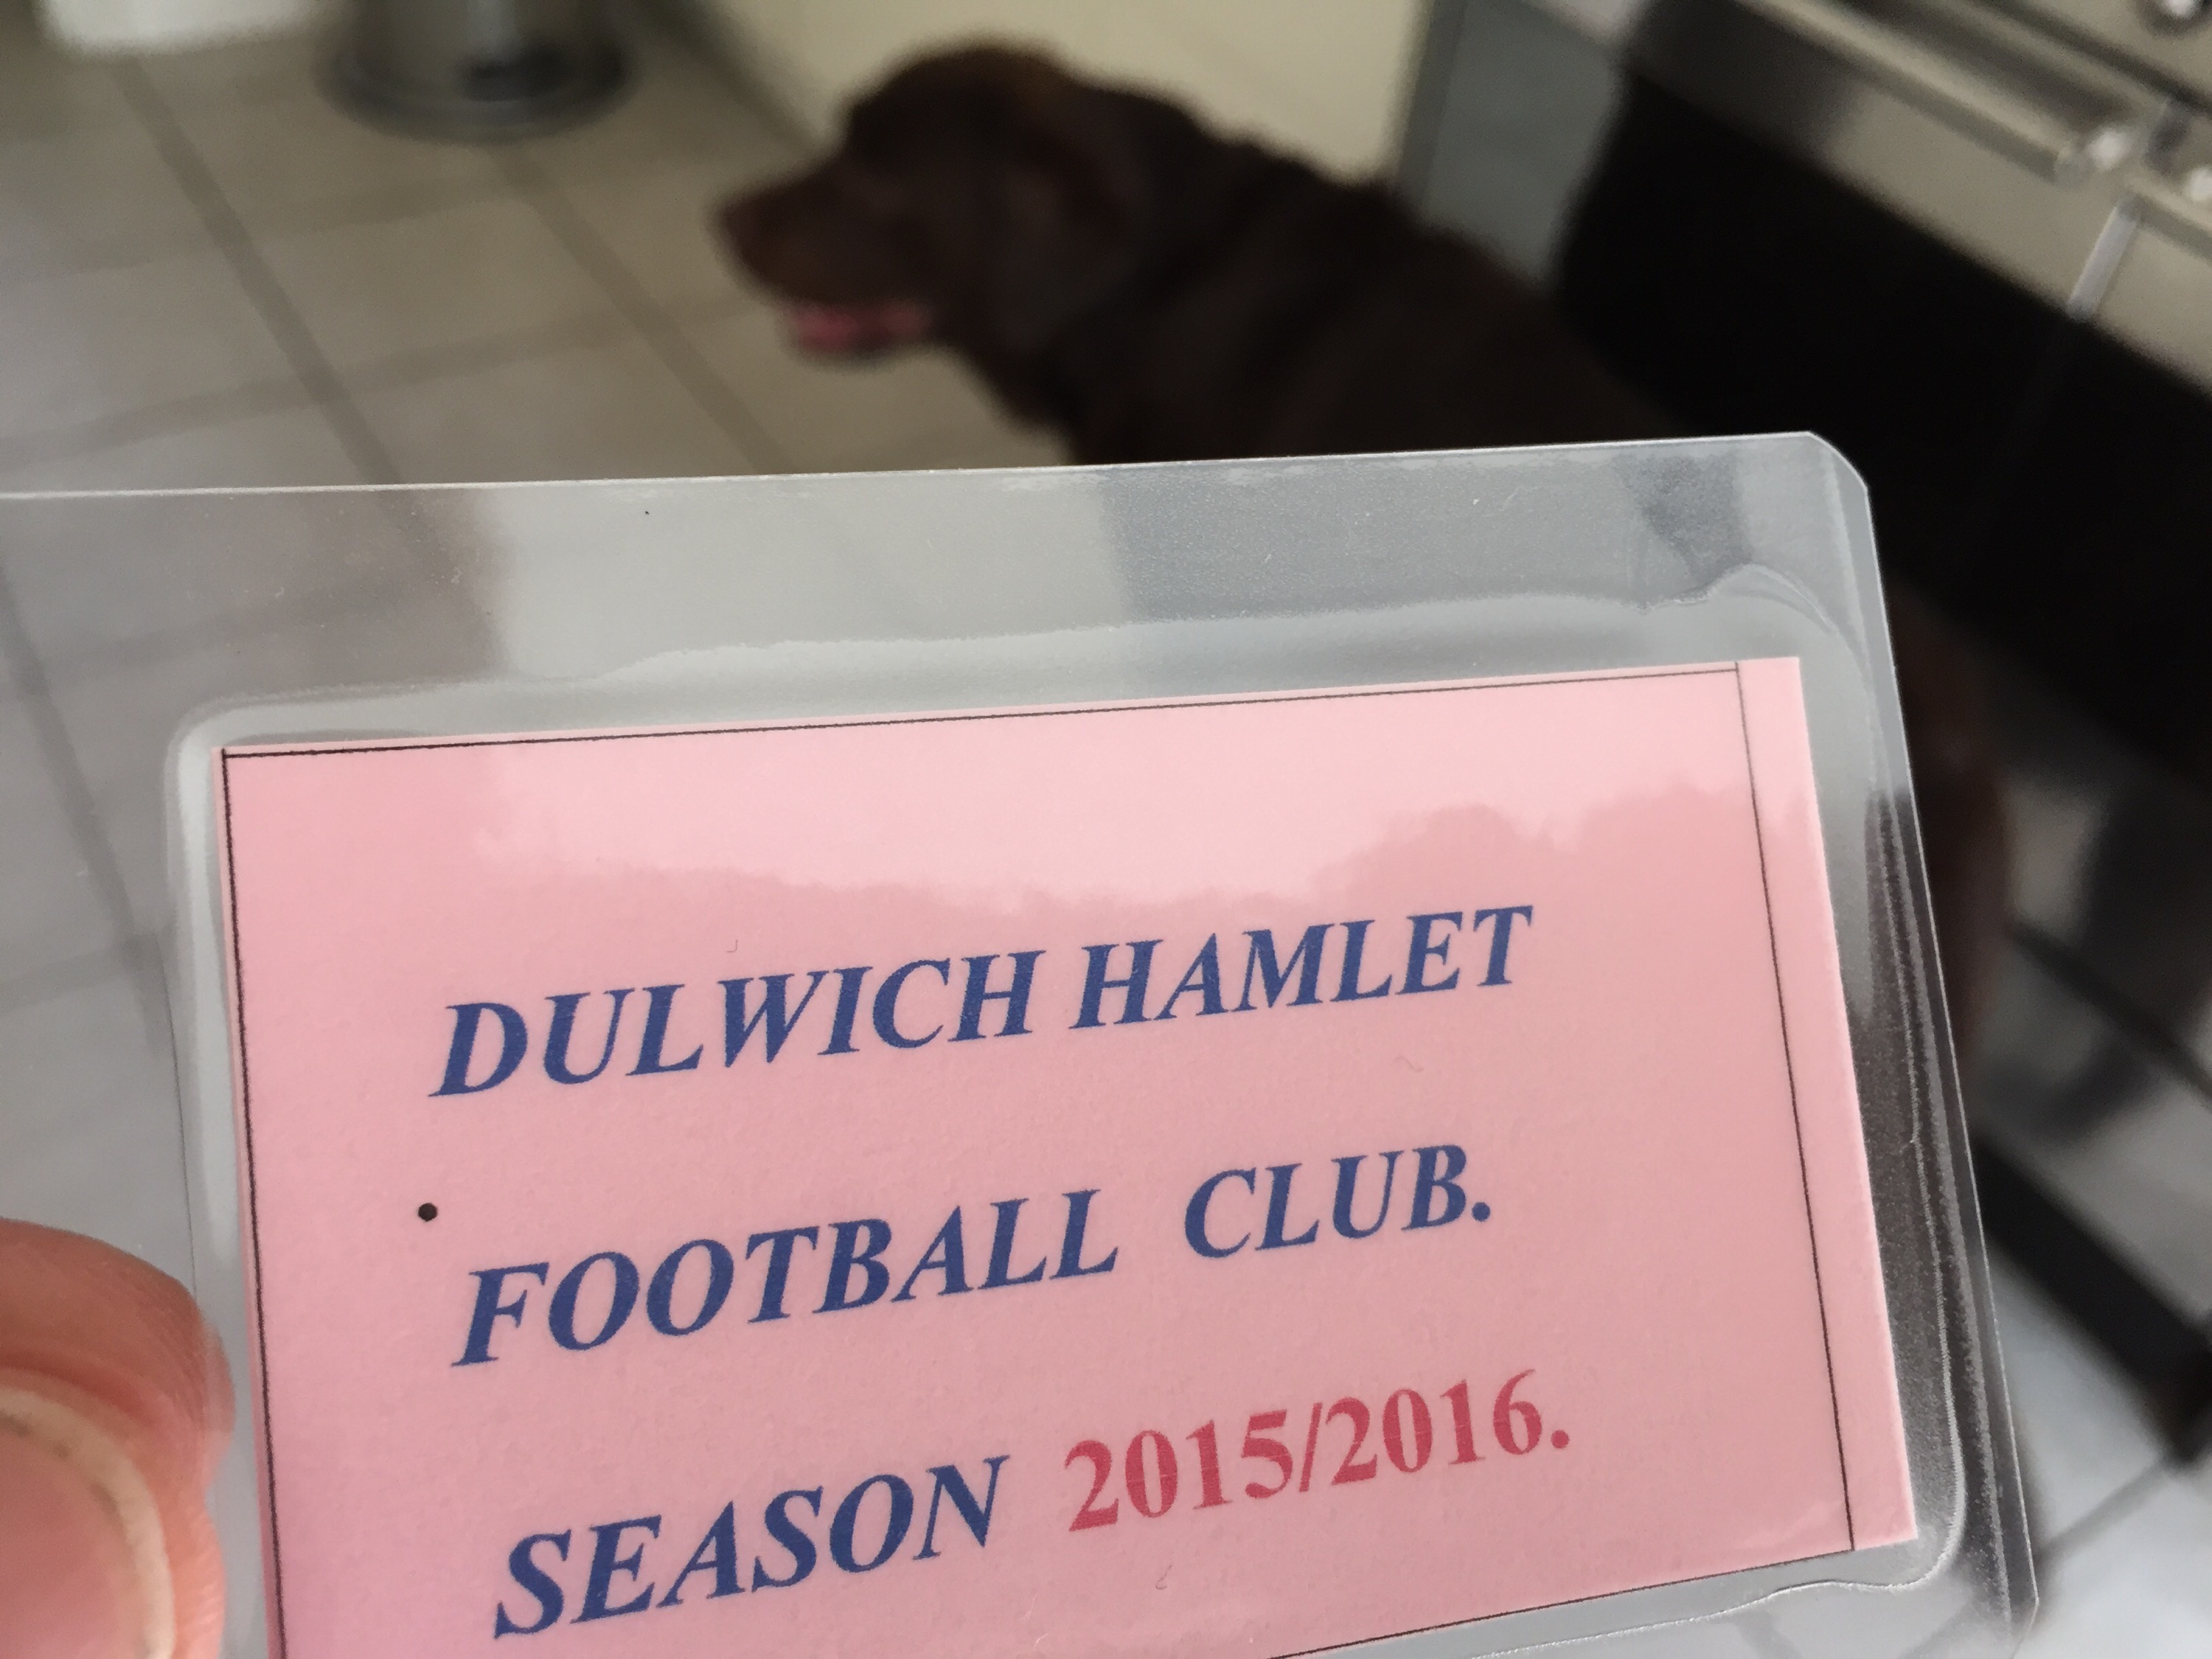 DULWICH HAMLET
FOOTBALL CLUB.
SEASON 2015/2016.